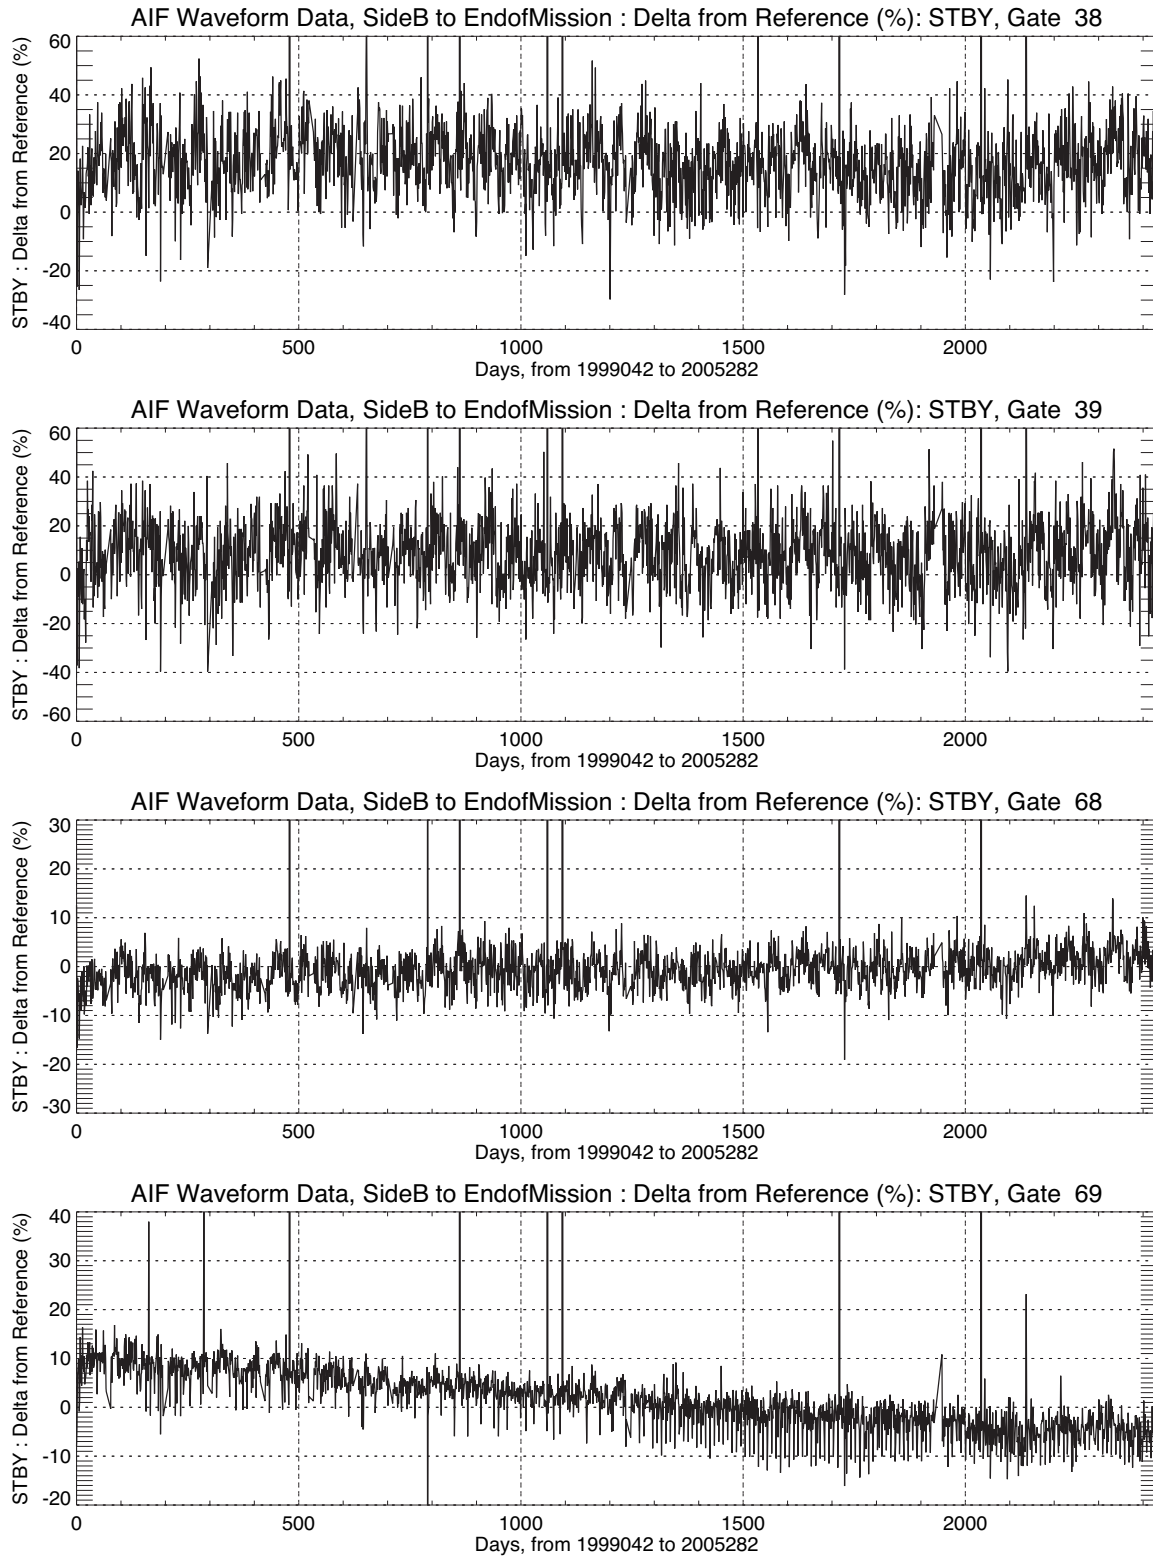 AIF Waveform Data, SideB to EndofMission : Delta from Reference (%): STBY, Gate 38
STBY : Delta from Reference (%)
60
40
20
0
-20
-40
0 500 1000 1500 2000
Days, from 1999042 to 2005282
AIF Waveform Data, SideB to EndofMission : Delta from Reference (%): STBY, Gate 39
STBY : Delta from Reference (%)
60
40
20
0
-20
-40
-60
0 500 1000 1500 2000
Days, from 1999042 to 2005282
AIF Waveform Data, SideB to EndofMission : Delta from Reference (%): STBY, Gate 68
STBY : Delta from Reference (%)
30
20
10
0
-10
-20
-30
0 500 1000 1500 2000
Days, from 1999042 to 2005282
AIF Waveform Data, SideB to EndofMission : Delta from Reference (%): STBY, Gate 69
STBY : Delta from Reference (%)
40
30
20
10
0
-10
-20
0 500 1000 1500 2000
Days, from 1999042 to 2005282